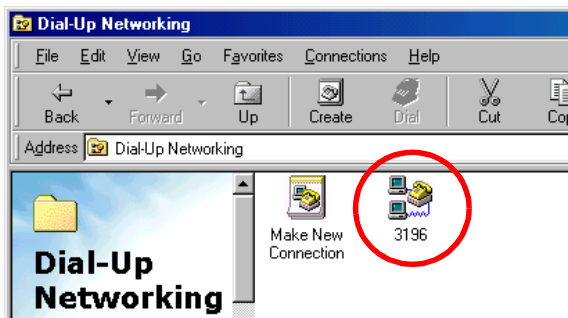 Dial-Up Networking
File Edit View Go Favorites Connections Help
Back Forward Up Create Dial Cut
Address Dial-Up Networking
Make New Connection
3196
Dial-Up
Networking